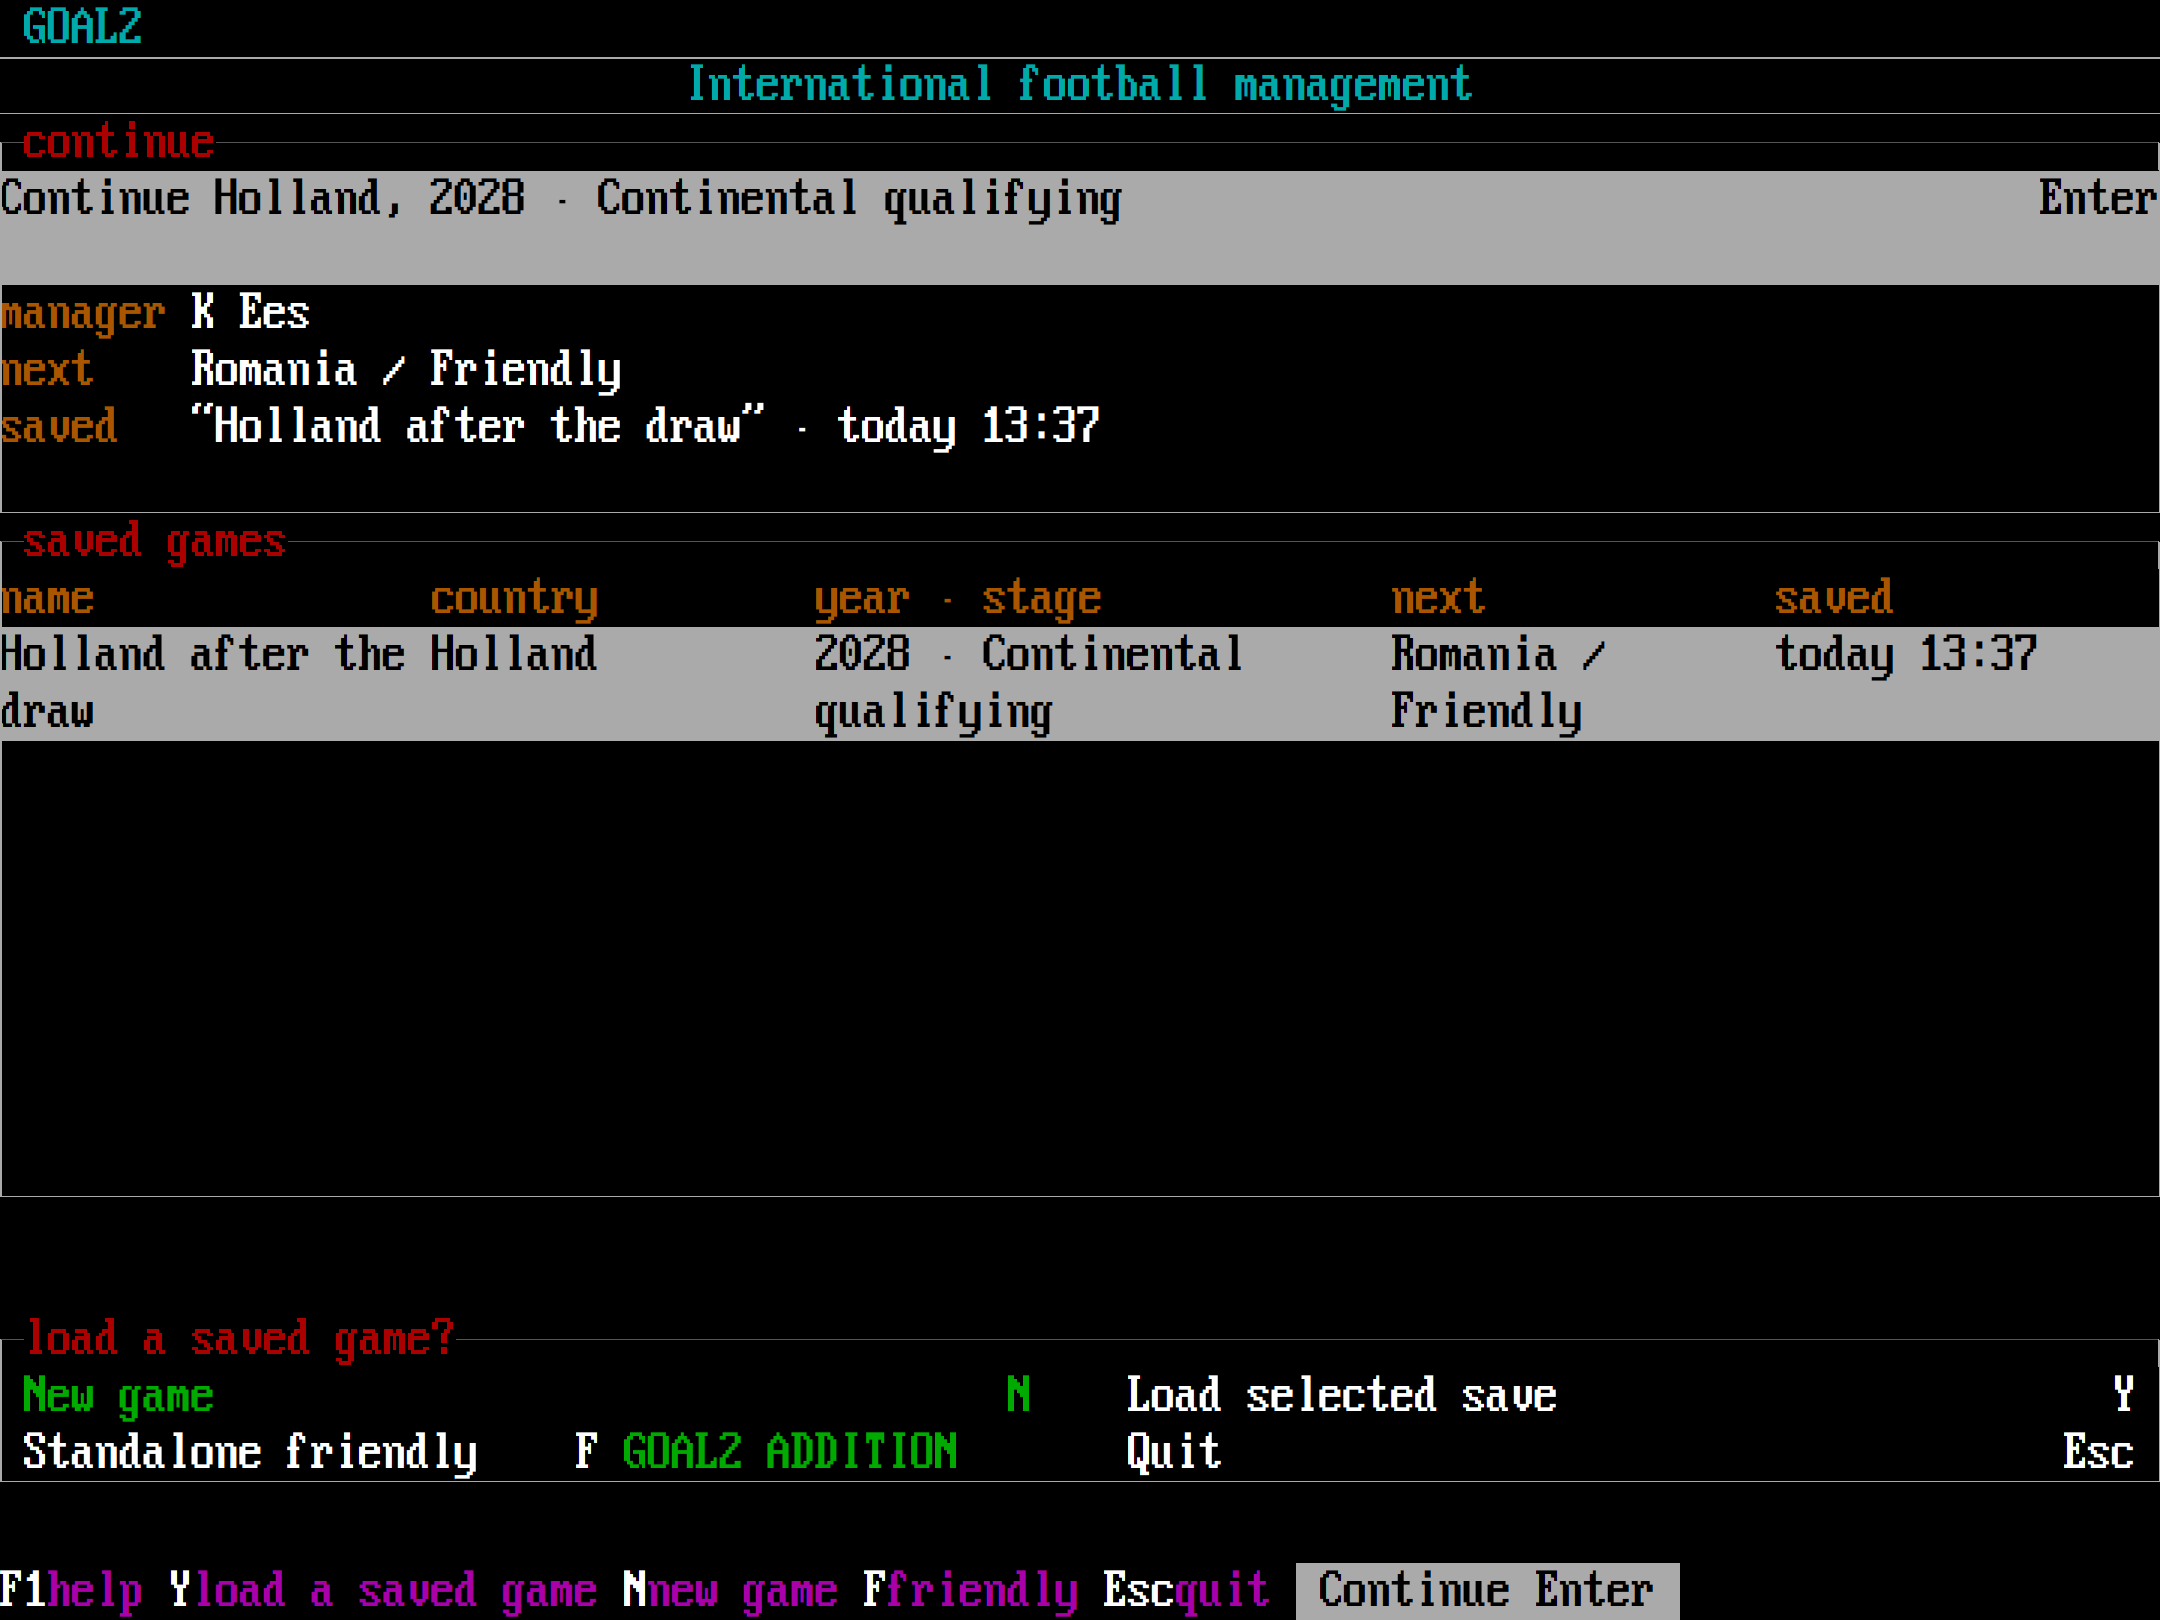 GOAL2
International football management
continue
Continue Holland, 2028 · Continental qualifying Enter
manager K Ees
next Romania / Friendly
saved "Holland after the draw" · today 13:37
saved games
name country year · stage next saved
Holland after the Holland 2028 · Continental Romania / today 13:37
draw qualifying Friendly
load a saved game?
New game N Load selected save Y
Standalone friendly F GOAL2 ADDITION Quit Esc
F1help Yload a saved game Nnew game Ffriendly Escquit Continue Enter